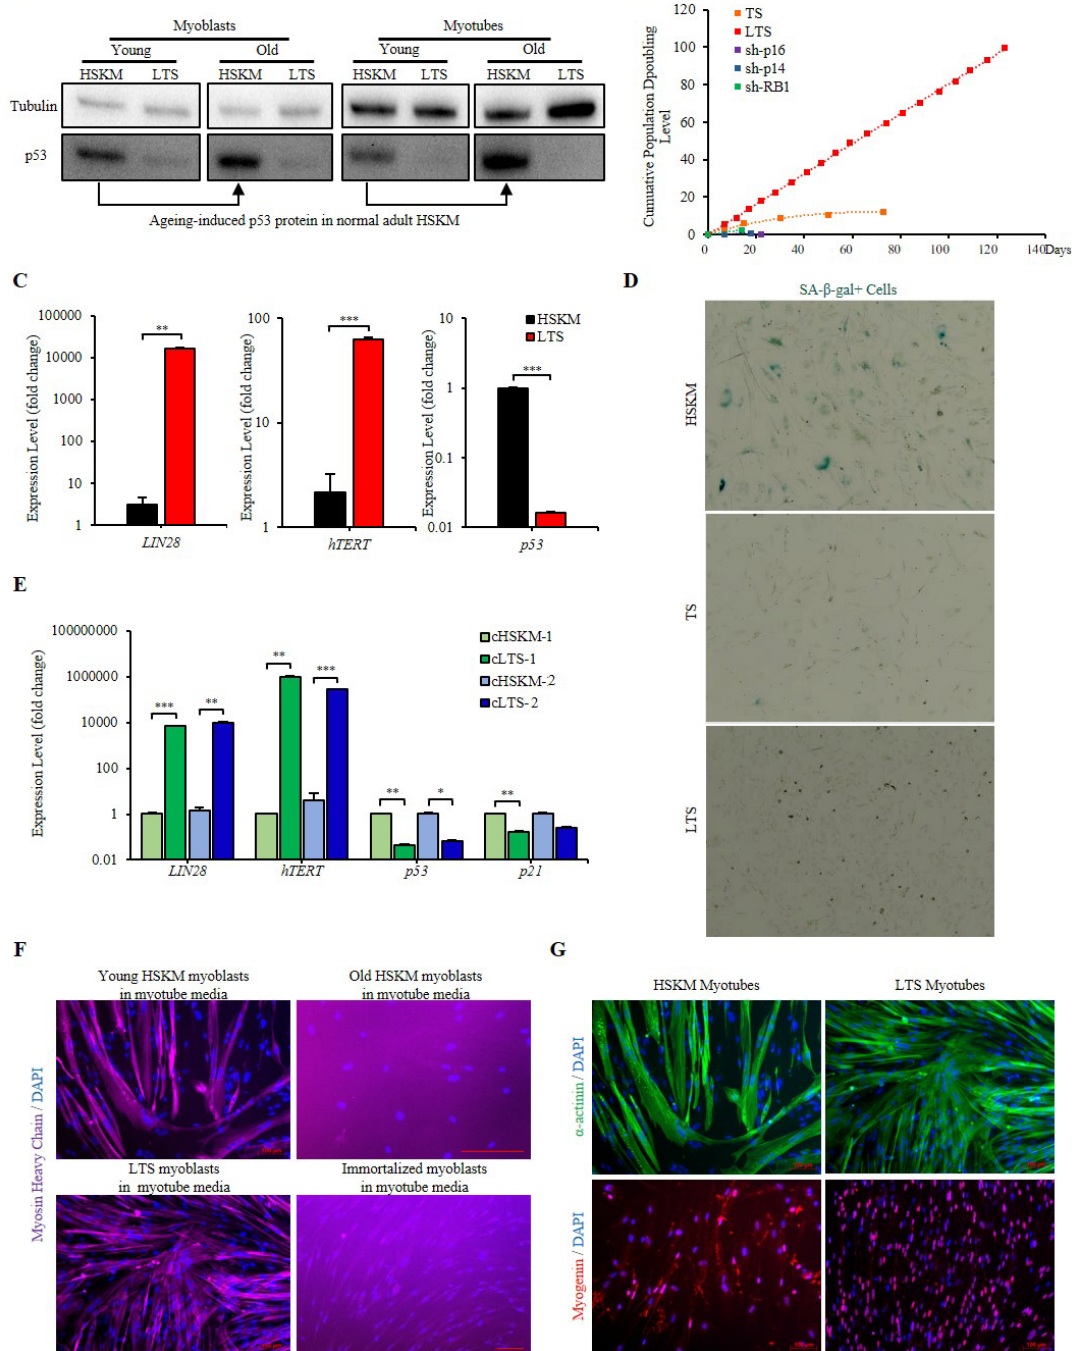 Myoblasts
Myotubes
Young
Old
Young
Old
HSKM
LTS
HSKM
LTS
HSKM
LTS
HSKM
LTS
Tubulin
p53
Ageing-induced p53 protein in normal adult HSKM
Cumuative Population Dpoubling
Level
120
100
80
60
40
20
0
0
20
40
60
80
100
120
140
Days
TS
LTS
sh-p16
sh-p14
sh-RB1
C
Expression Level (fold change)
100000
10000
1000
100
10
1
**
LIN28
Expression Level (fold change)
100
10
1
***
hTERT
Expression Level (fold change)
10
1
0.1
0.01
***
p53
HSKM
LTS
D
SA-β-gal+ Cells
HSKM
TS
LTS
E
Expression Level (fold change)
100000000
1000000
10000
100
1
0.01
***
**
**
***
**
*
**
LIN28
hTERT
p53
p21
cHSKM-1
cLTS-1
cHSKM-2
cLTS-2
F
Young HSKM myoblasts
in myotube media
Old HSKM myoblasts
in myotube media
LTS myoblasts
in myotube media
Immortalized myoblasts
in myotube media
Myosin Heavy Chain / DAPI
G
HSKM Myotubes
LTS Myotubes
α-actinin / DAPI
Myogenin / DAPI